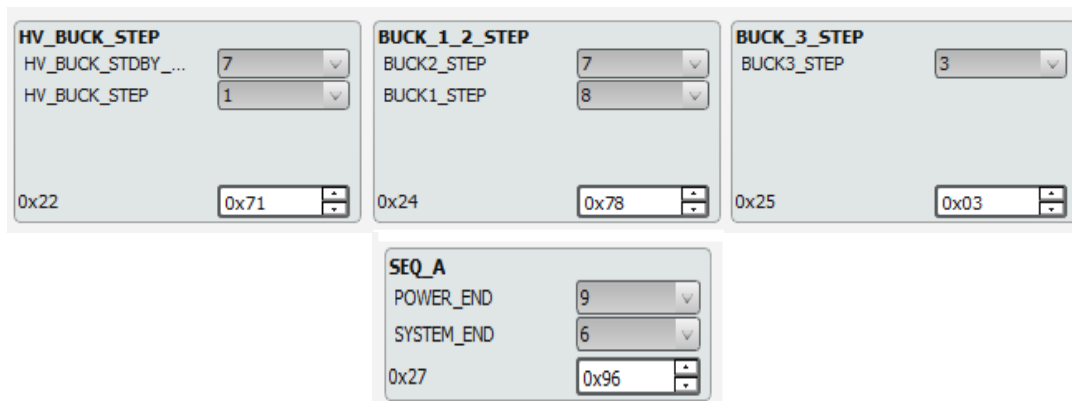 HV_BUCK_STEP
HV_BUCK_STDBY_... 7
HV_BUCK_STEP 1
0x22 0x71
BUCK_1_2_STEP
BUCK2_STEP 7
BUCK1_STEP 8
0x24 0x78
BUCK_3_STEP
BUCK3_STEP 3
0x25 0x03
SEQ_A
POWER_END 9
SYSTEM_END 6
0x27 0x96